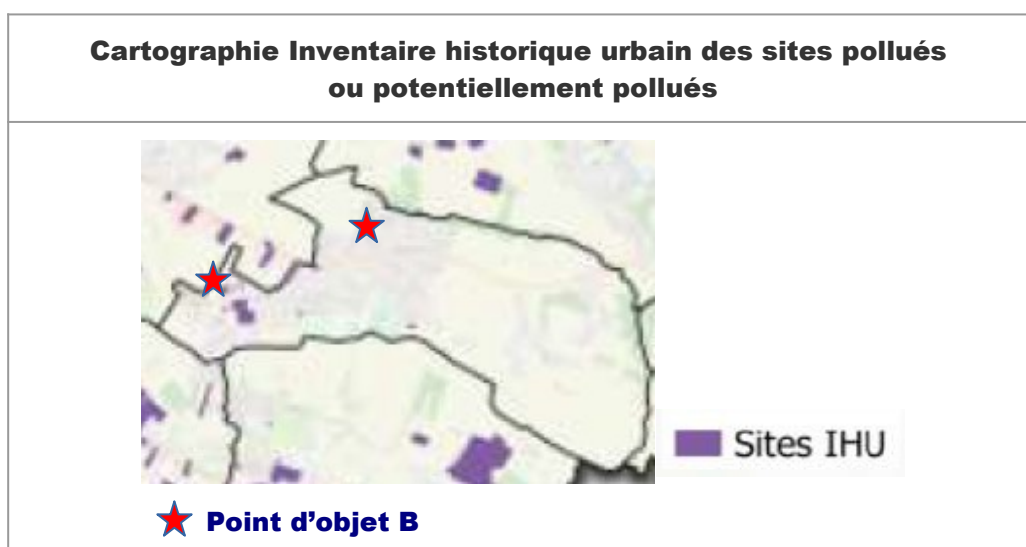 Cartographie Inventaire historique urbain des sites pollués
ou potentiellement pollués
Sites IHU
Point d’objet B